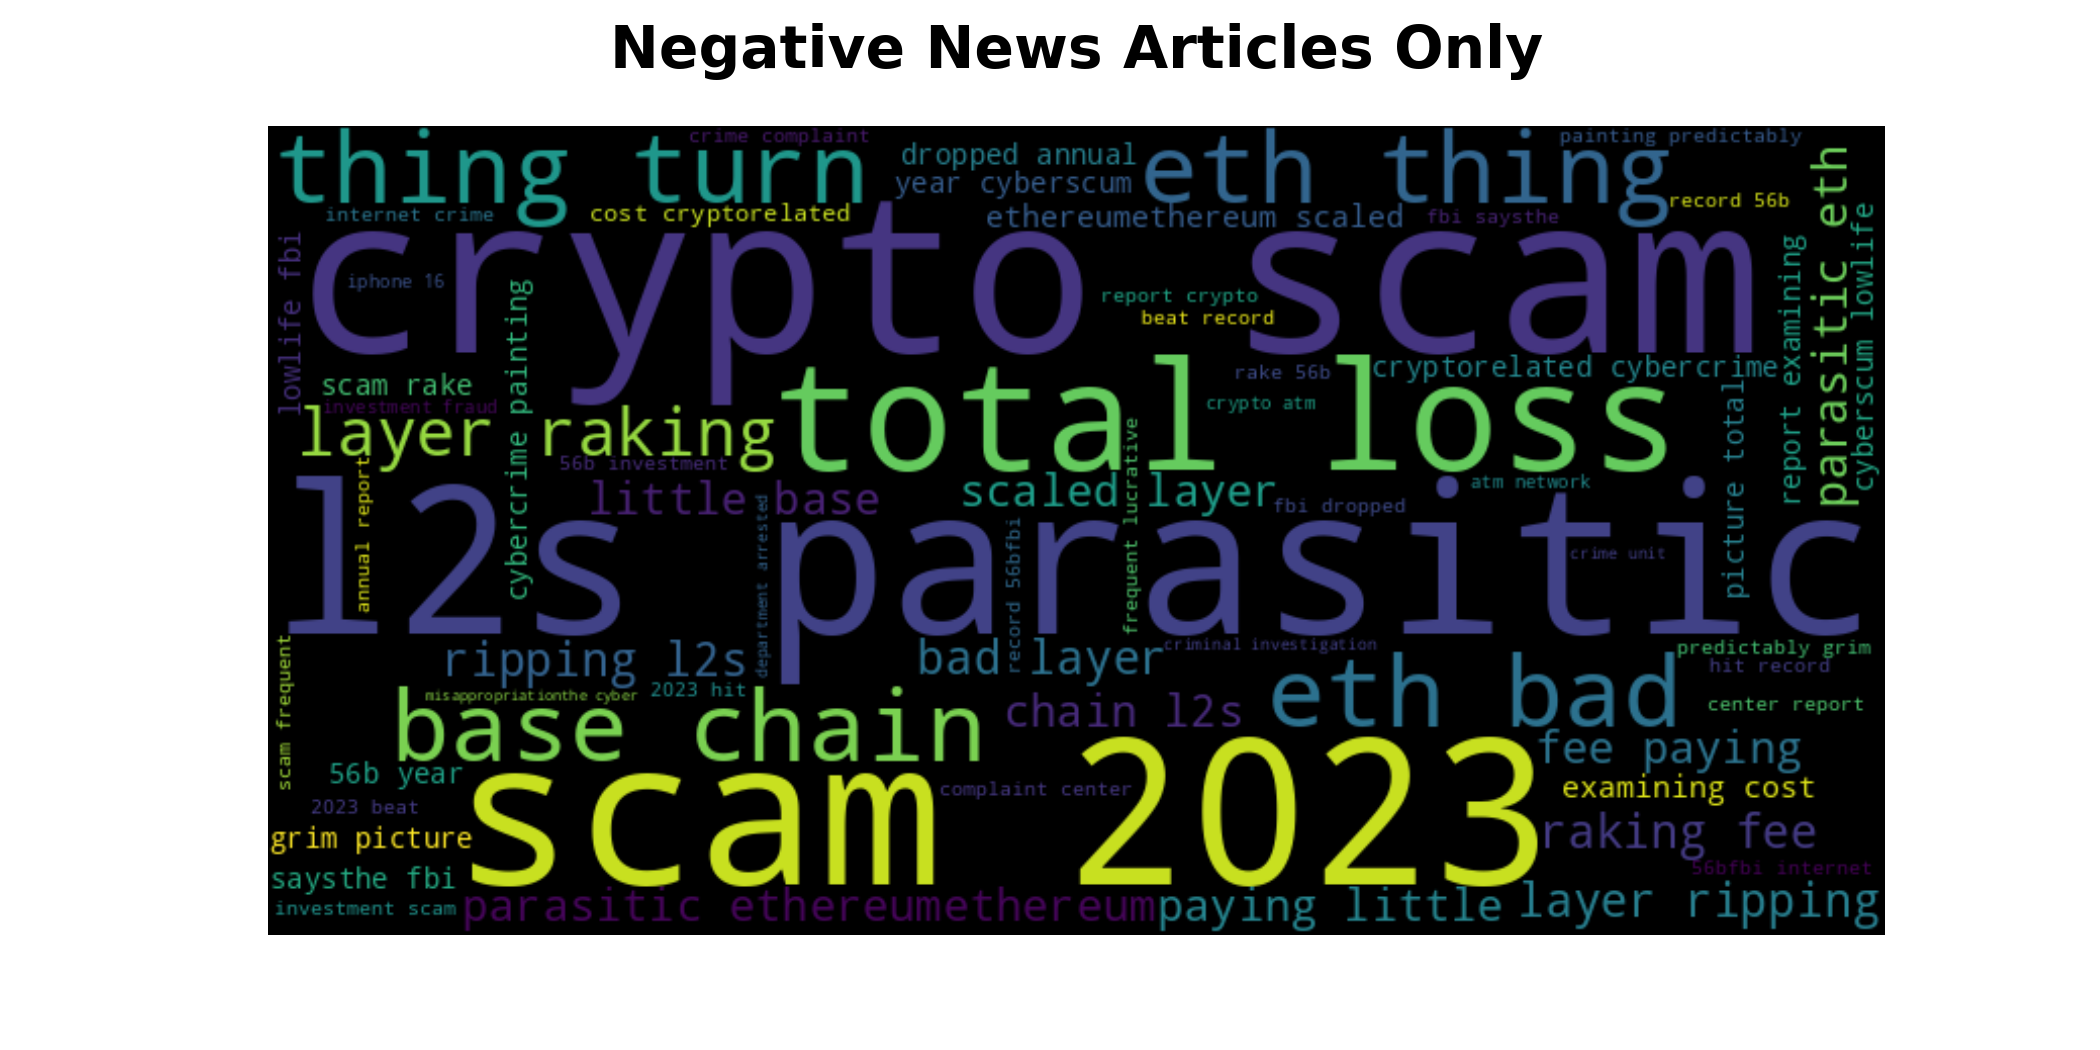 Negative News Articles Only
crime complaint
painting predictably
thing turn
dropped annual
eth thing
year cyberscum
record 56b
internet crime
cost cryptorelated
ethereumethereum scaled
fbi saysthe
parasitic eth
cyberscum lowlife
lowlife fbi
crypto scam
iphone 16
report crypto
beat record
report examining
cybercrime painting
scam rake
investment fraud
total loss
rake 56b
cryptorelated cybercrime
crypto atm
layer raking
picture total
56b investment
frequent lucrative
annual report
little base
scaled layer
atm network
fbi dropped
l2s parasitic
department arrested
record 56bfbi
crime unit
ripping l2s
bad layer
criminal investigation
predictably grim
hit record
scam frequent
misappropriationthe cyber
2023 hit
eth bad
base chain
chain l2s
center report
fee paying
56b year
scam 2023
complaint center
examining cost
2023 beat
grim picture
raking fee
56bfbi internet
saysthe fbi
investment scam
parasitic ethereumethereum
paying little
layer ripping